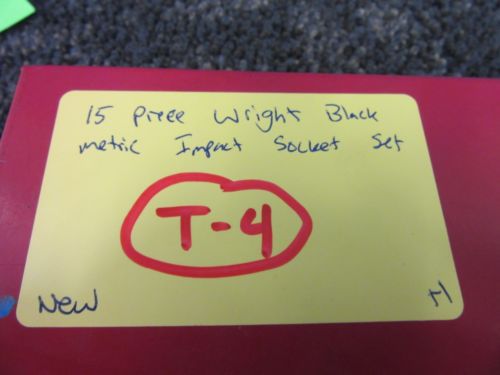 15 Piece Wright Black
metric Impact Socket Set
T-4
New
H